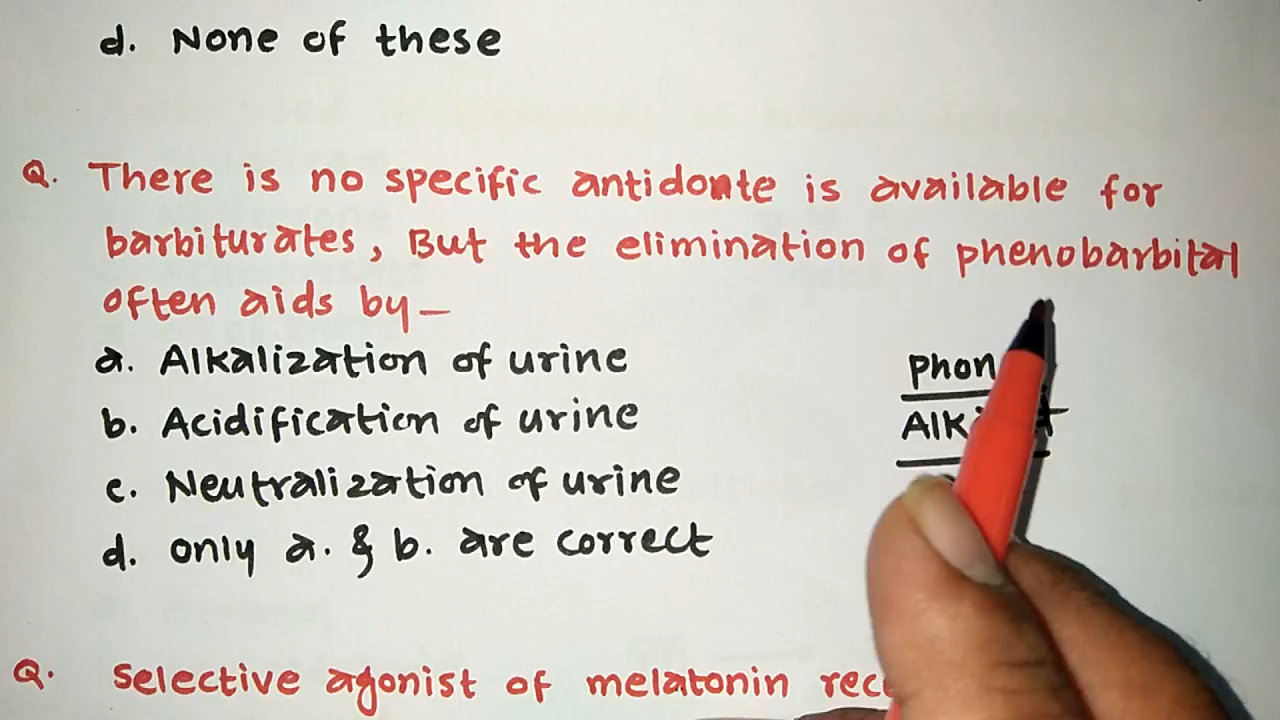 d. None of these
Q. There is no specific antidonte is available for
barbiturates, But the elimination of phenobarbital
often aids by—
a. Alkalization of urine
b. Acidification of urine
c. Neutralization of urine
d. only a. & b. are correct
Q. Selective agonist of melatonin